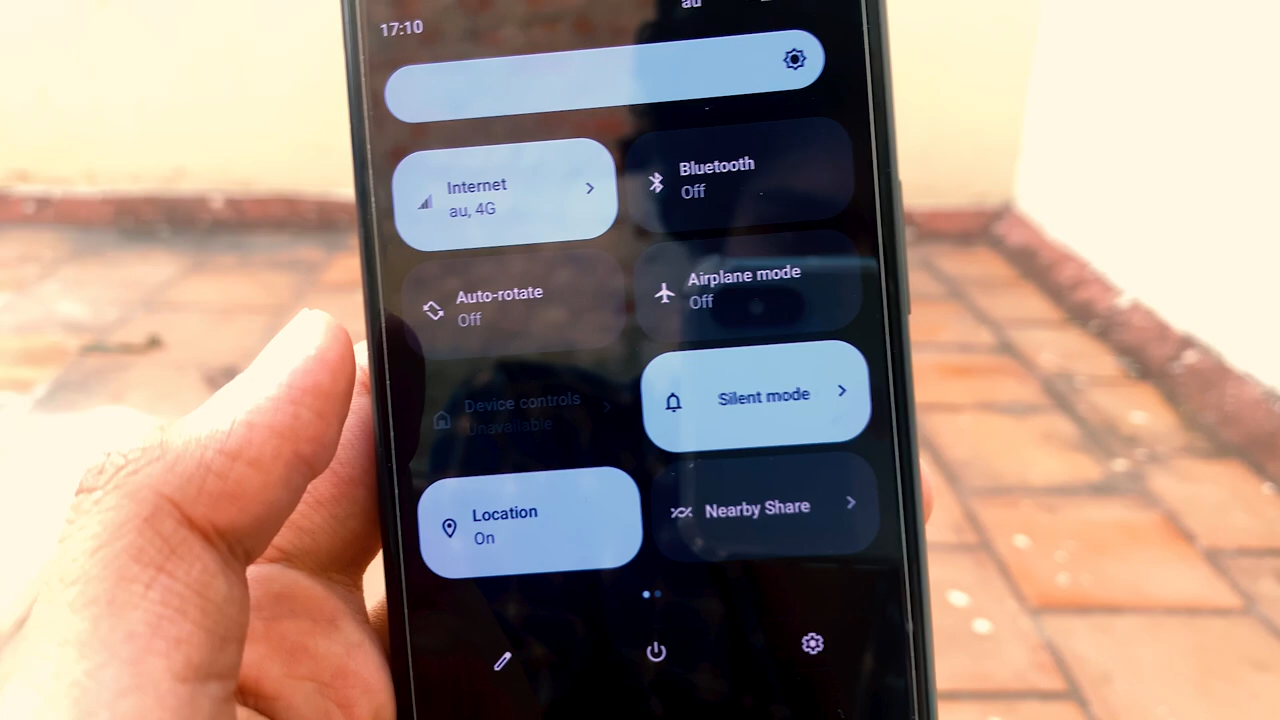 au
17:10
Internet
au, 4G
Bluetooth
Off
Auto-rotate
Off
Airplane mode
Off
Device controls
Unavailable
Silent mode
Location
On
Nearby Share